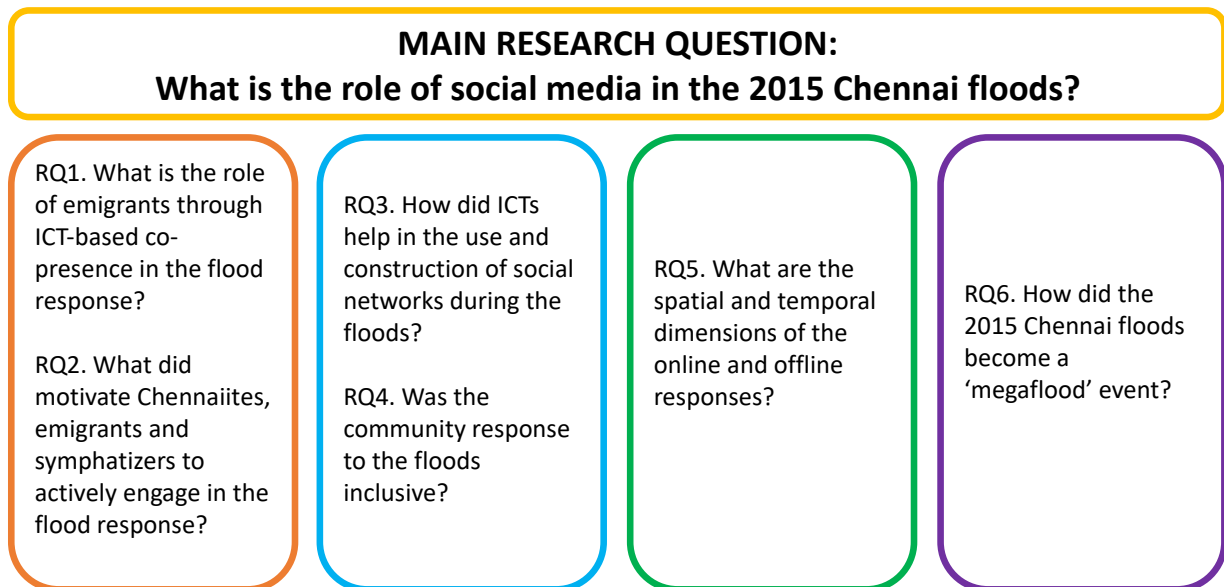 MAIN RESEARCH QUESTION:
What is the role of social media in the 2015 Chennai floods?
RQ1. What is the role
of emigrants through
ICT-based co-
presence in the flood
response?
RQ2. What did
motivate Chennaiites,
emigrants and
symphatizers to
actively engage in the
flood response?
RQ3. How did ICTs
help in the use and
construction of social
networks during the
floods?
RQ4. Was the
community response
to the floods
inclusive?
RQ5. What are the
spatial and temporal
dimensions of the
online and offline
responses?
RQ6. How did the
2015 Chennai floods
become a
‘megaflood’ event?